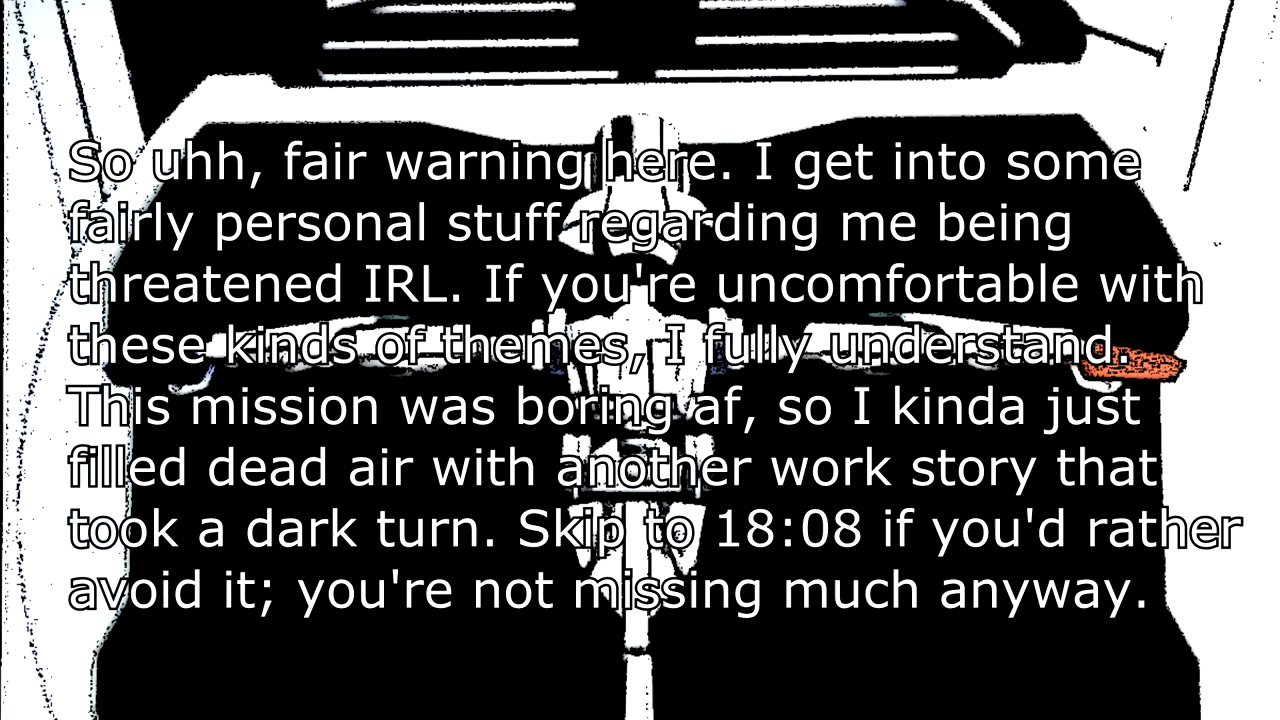 So uhh, fair warning here. I get into some
fairly personal stuff regarding me being
threatened IRL. If you're uncomfortable with
these kinds of themes, I fully understand.
This mission was boring af, so I kinda just
filled dead air with another work story that
took a dark turn. Skip to 18:08 if you'd rather
avoid it; you're not missing much anyway.